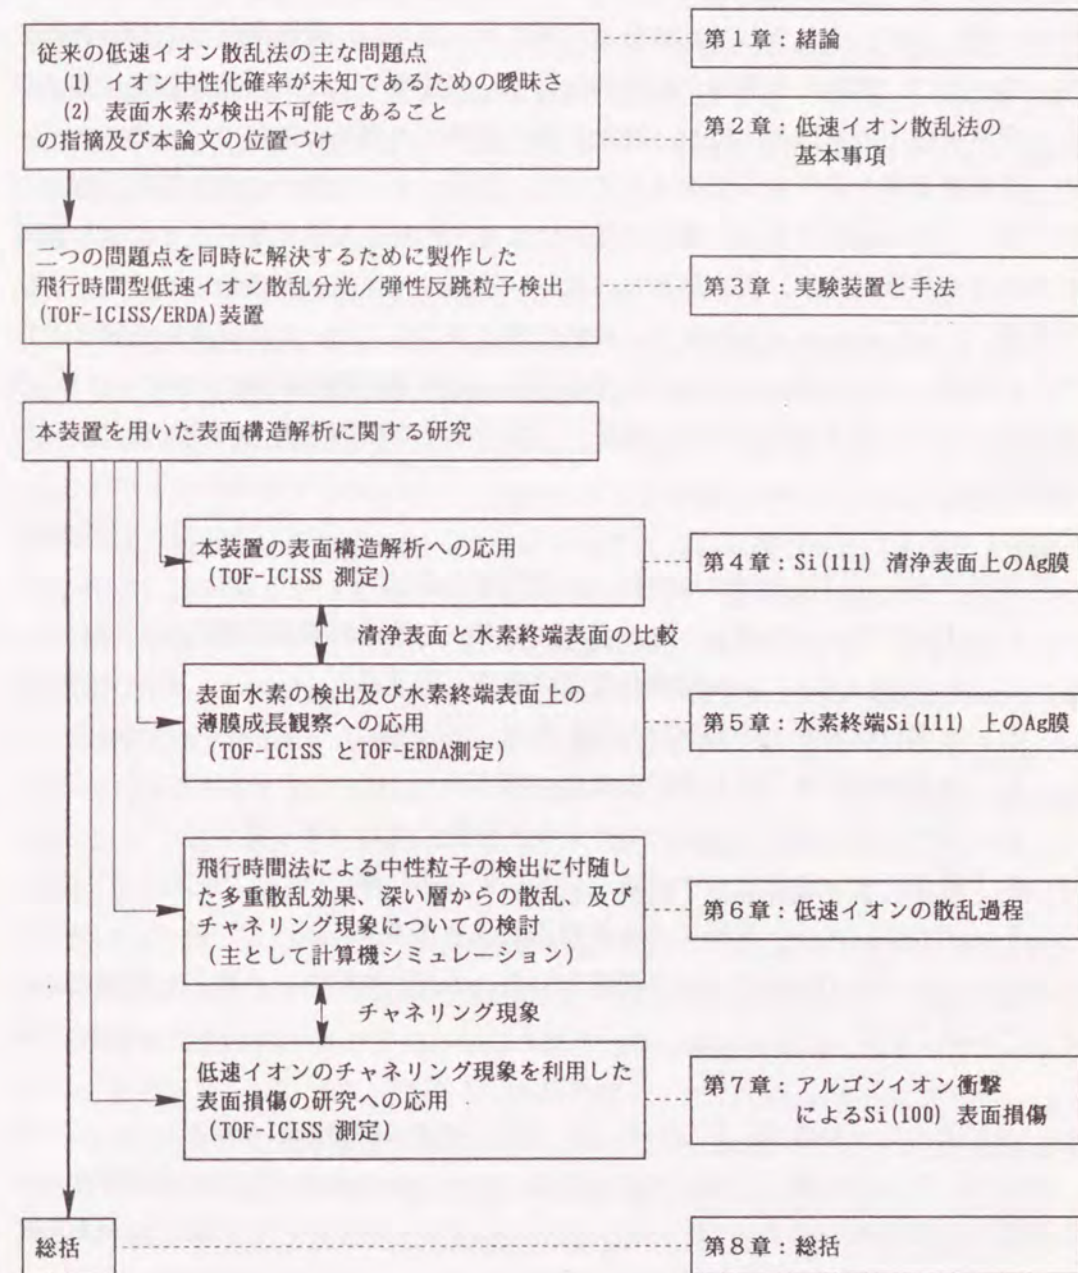 従来の低速イオン散乱法の主な問題点
(1) イオン中性化確率が未知であるための曖昧さ
(2) 表面水素が検出不可能であること
の指摘及び本論文の位置づけ
第1章：緒論
第2章：低速イオン散乱法の
基本事項
二つの問題点を同時に解決するために製作した
飛行時間型低速イオン散乱分光／弾性反跳粒子検出
(TOF-ICISS/ERDA)装置
第3章：実験装置と手法
本装置を用いた表面構造解析に関する研究
本装置の表面構造解析への応用
(TOF-ICISS 測定)
第4章：Si(111) 清浄表面上のAg膜
清浄表面と水素終端表面の比較
表面水素の検出及び水素終端表面上の
薄膜成長観察への応用
(TOF-ICISS とTOF-ERDA測定)
第5章：水素終端Si(111) 上のAg膜
飛行時間法による中性粒子の検出に付随し
た多重散乱効果、深い層からの散乱、及び
チャネリング現象についての検討
(主として計算機シミュレーション)
第6章：低速イオンの散乱過程
チャネリング現象
低速イオンのチャネリング現象を利用した
表面損傷の研究への応用
(TOF-ICISS 測定)
第7章：アルゴンイオン衝撃
によるSi(100) 表面損傷
総括
第8章：総括